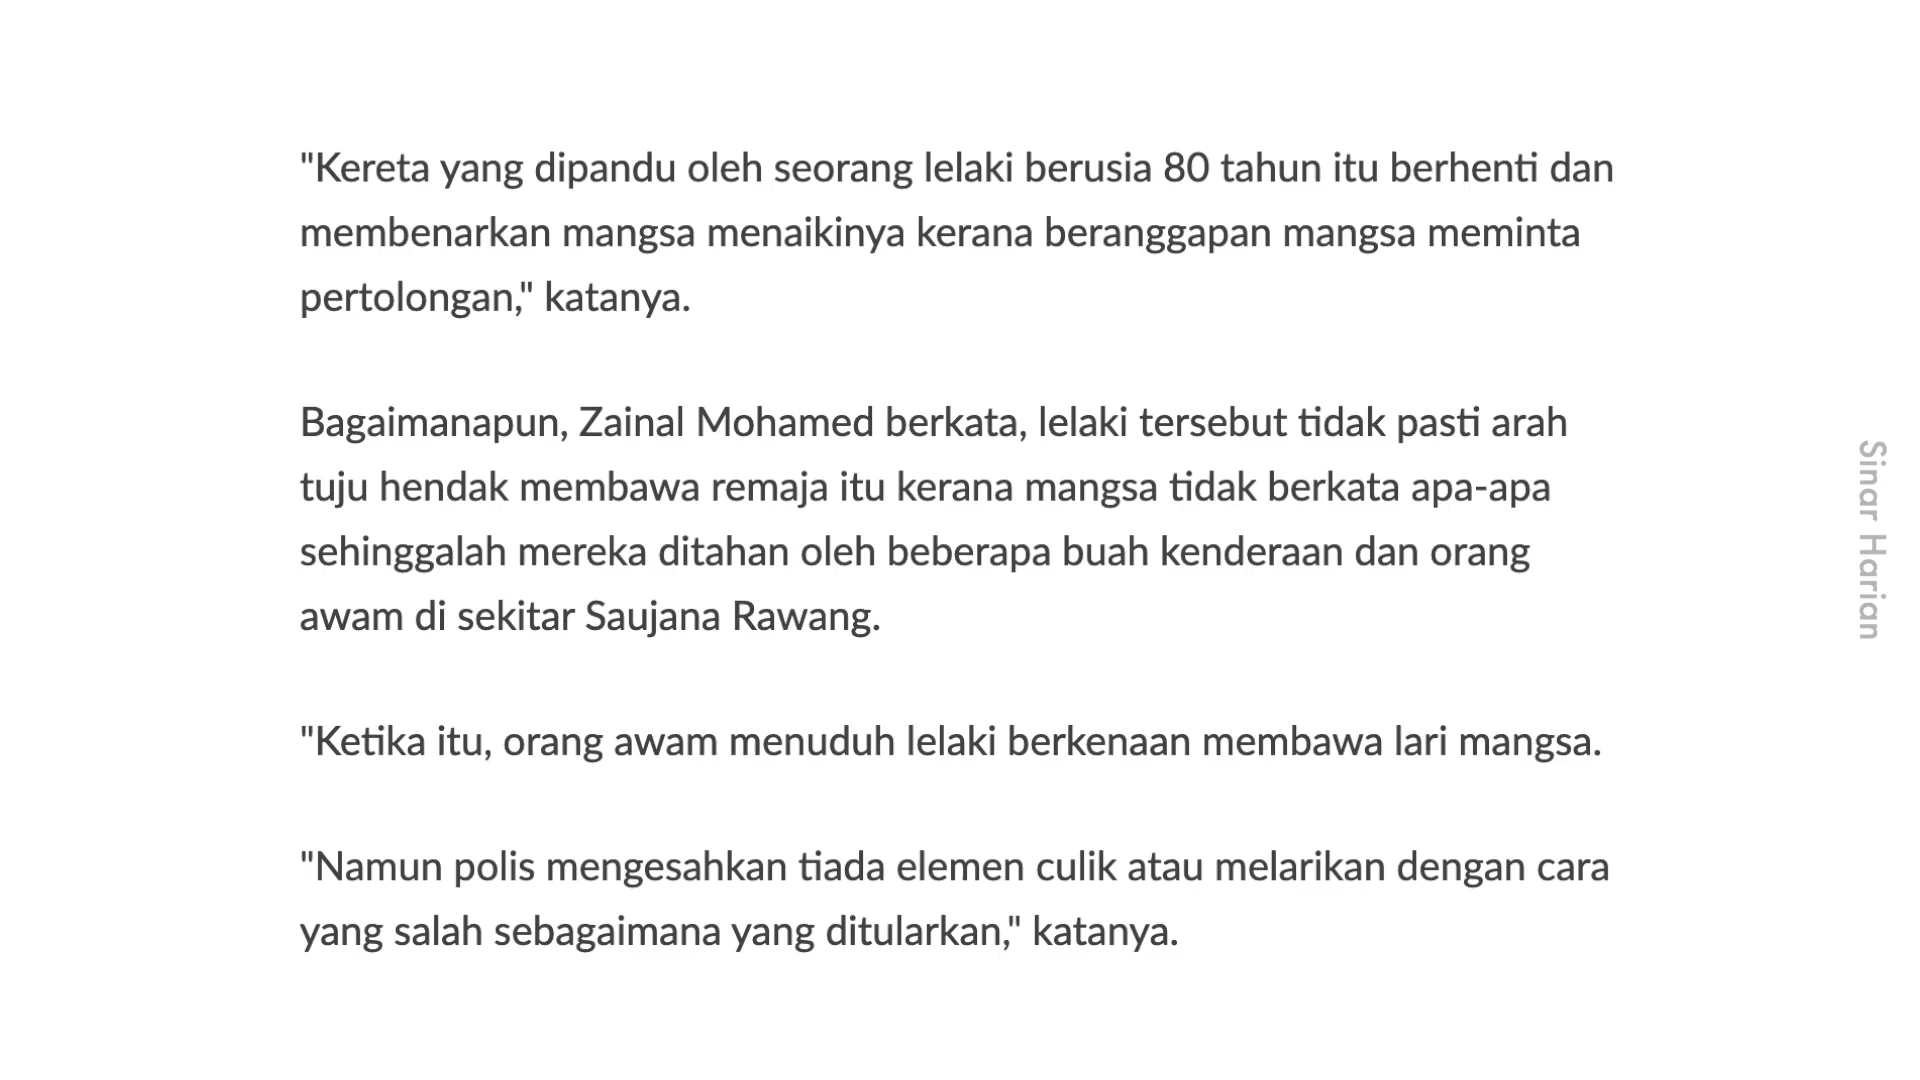 "Kereta yang dipandu oleh seorang lelaki berusia 80 tahun itu berhenti dan
membenarkan mangsa menaikinya kerana beranggapan mangsa meminta
pertolongan," katanya.
Bagaimanapun, Zainal Mohamed berkata, lelaki tersebut tidak pasti arah
tuju hendak membawa remaja itu kerana mangsa tidak berkata apa-apa
sehinggalah mereka ditahan oleh beberapa buah kenderaan dan orang
awam di sekitar Saujana Rawang.
"Ketika itu, orang awam menuduh lelaki berkenaan membawa lari mangsa.
"Namun polis mengesahkan tiada elemen culik atau melarikan dengan cara
yang salah sebagaimana yang ditularkan," katanya.
Sinar Harian